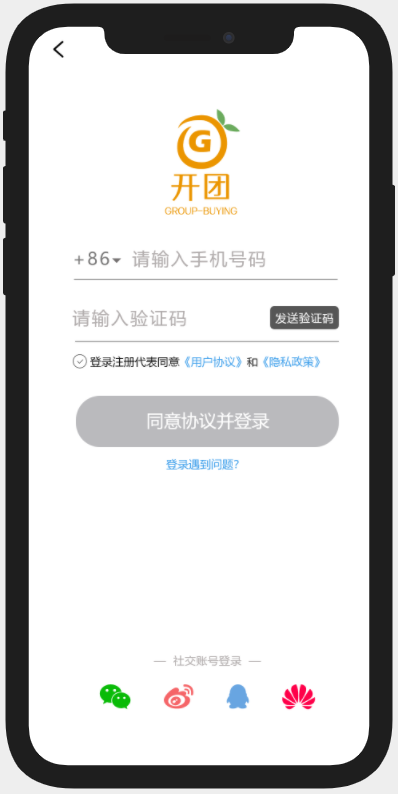 G
开团
GROUP-BUYING
+86 请输入手机号码
请输入验证码 发送验证码
登录注册代表同意《用户协议》和《隐私政策》
同意协议并登录
登录遇到问题？
— 社交账号登录 —